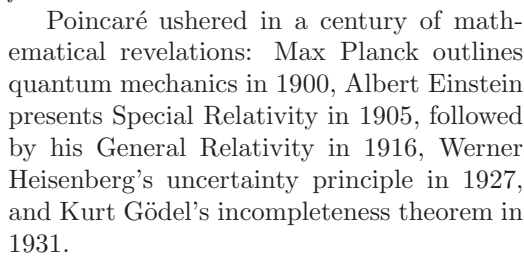 Poincaré ushered in a century of math-
ematical revelations: Max Planck outlines
quantum mechanics in 1900, Albert Einstein
presents Special Relativity in 1905, followed
by his General Relativity in 1916, Werner
Heisenberg's uncertainty principle in 1927,
and Kurt Gödel's incompleteness theorem in
1931.